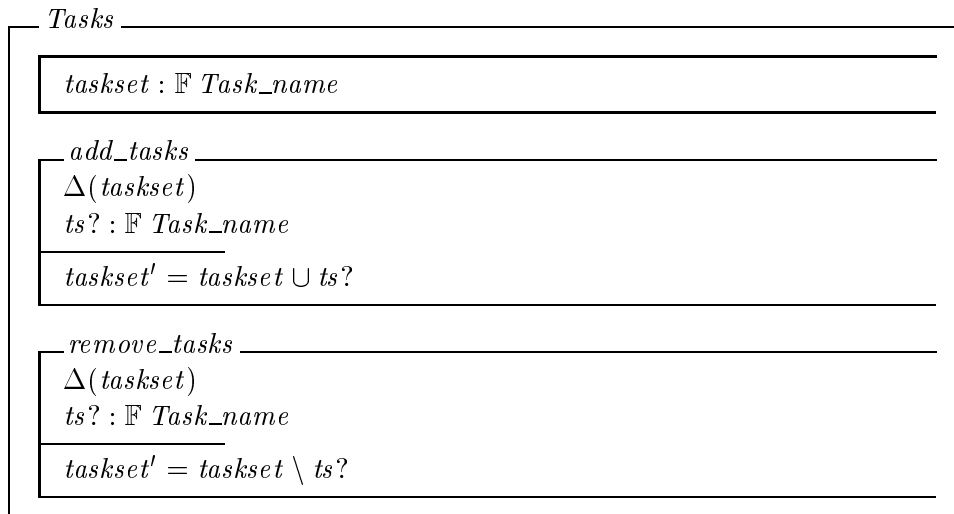 Tasks
taskset : 𝔽 Task_name
add_tasks
Δ(taskset)
ts? : 𝔽 Task_name
taskset′ = taskset ∪ ts?
remove_tasks
Δ(taskset)
ts? : 𝔽 Task_name
taskset′ = taskset \ ts?